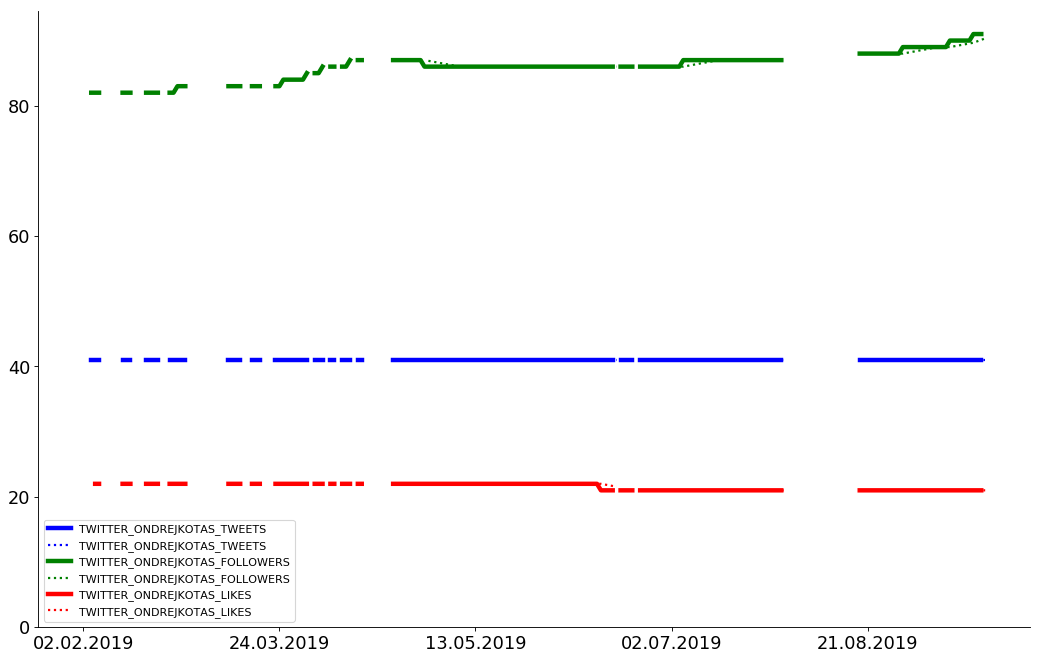 80
60
40
20
0
TWITTER_ONDREJKOTAS_TWEETS
TWITTER_ONDREJKOTAS_TWEETS
TWITTER_ONDREJKOTAS_FOLLOWERS
TWITTER_ONDREJKOTAS_FOLLOWERS
TWITTER_ONDREJKOTAS_LIKES
TWITTER_ONDREJKOTAS_LIKES
02.02.2019 24.03.2019 13.05.2019 02.07.2019 21.08.2019